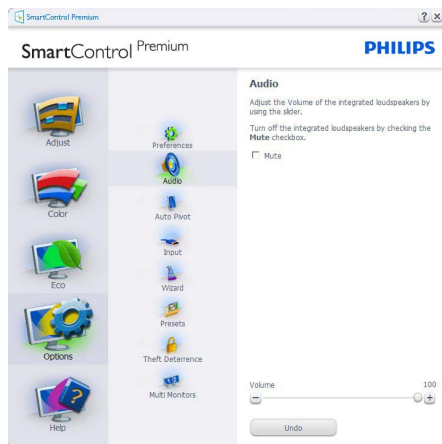 SmartControl Premium
? ×
SmartControl Premium
PHILIPS
Adjust
Color
Eco
Options
Help
Preferences
Audio
Auto Pivot
Input
Wizard
Presets
Theft Deterrence
Multi Monitors
Audio
Adjust the Volume of the integrated loudspeakers by
using the slider.
Turn off the integrated loudspeakers by checking the
Mute checkbox.
Mute
Volume 100
Undo